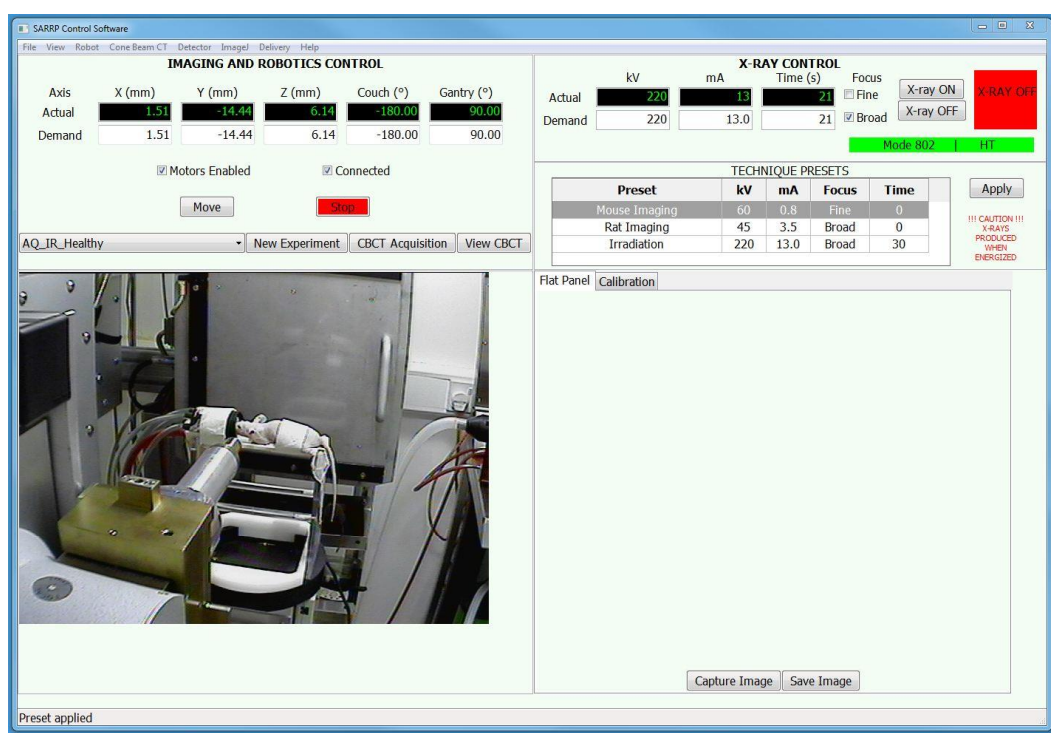 SARRP Control Software
File View Robot Cone Beam CT Detector ImageJ Delivery Help
IMAGING AND ROBOTICS CONTROL
Axis X (mm) Y (mm) Z (mm) Couch (°) Gantry (°)
Actual 1.51 -14.44 6.14 -180.00 90.00
Demand 1.51 -14.44 6.14 -180.00 90.00
Motors Enabled Connected
Move Stop
AQ_IR_Healthy New Experiment CBCT Acquisition View CBCT
X-RAY CONTROL
kV mA Time (s) Focus
Actual 220 13 21 Fine X-ray ON X-RAY OFF
Demand 220 13.0 21 Broad X-ray OFF
Mode 802 | HT
TECHNIQUE PRESETS
Preset kV mA Focus Time
Mouse Imaging 60 0.8 Fine 0
Rat Imaging 45 3.5 Broad 0
Irradiation 220 13.0 Broad 30
Apply
!!! CAUTION !!!
X-RAYS
PRODUCED
WHEN
ENERGIZED
Flat Panel Calibration
Capture Image Save Image
Preset applied